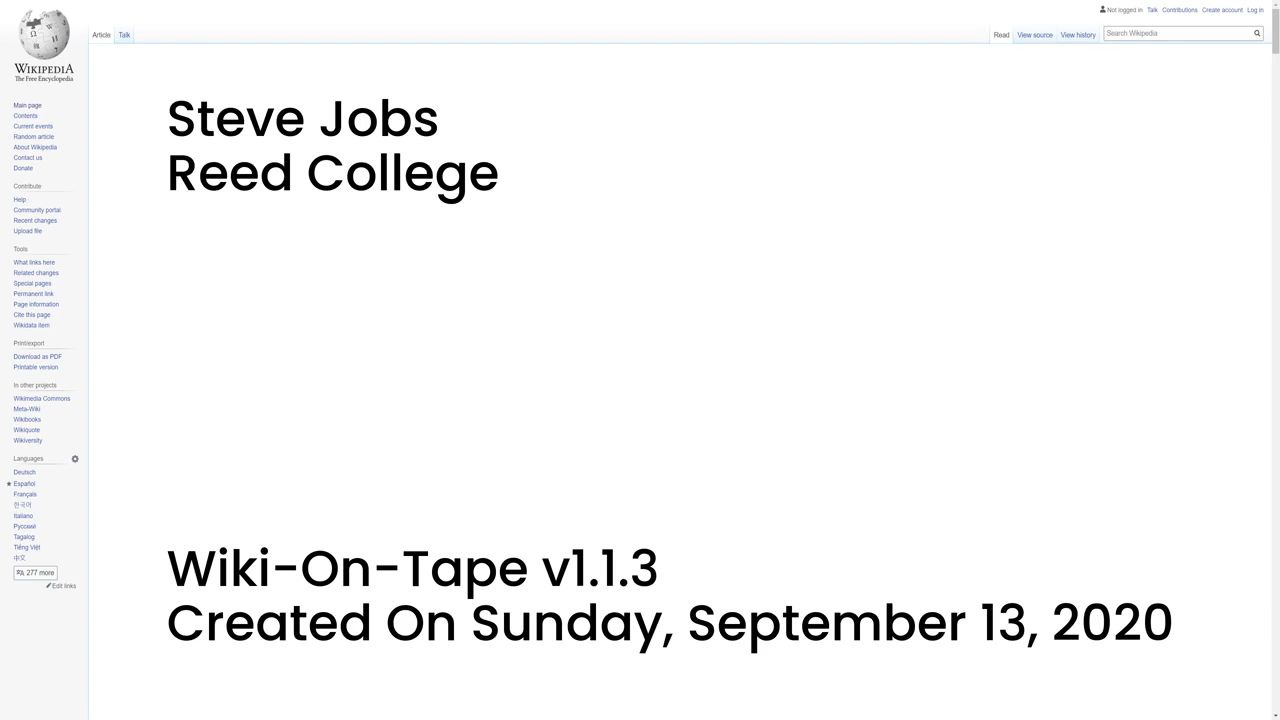 Not logged in Talk Contributions Create account Log in
Article Talk Read View source View history Search Wikipedia
WIKIPEDIA
The Free Encyclopedia
Main page
Contents
Current events
Random article
About Wikipedia
Contact us
Donate
Contribute
Help
Community portal
Recent changes
Upload file
Tools
What links here
Related changes
Special pages
Permanent link
Page information
Cite this page
Wikidata item
Print/export
Download as PDF
Printable version
In other projects
Wikimedia Commons
Meta-Wiki
Wikibooks
Wikiquote
Wikiversity
Languages
Deutsch
Español
Français
한국어
Italiano
Русский
Tagalog
Tiếng Việt
中文
277 more
Edit links
Steve Jobs
Reed College
Wiki-On-Tape v1.1.3
Created On Sunday, September 13, 2020